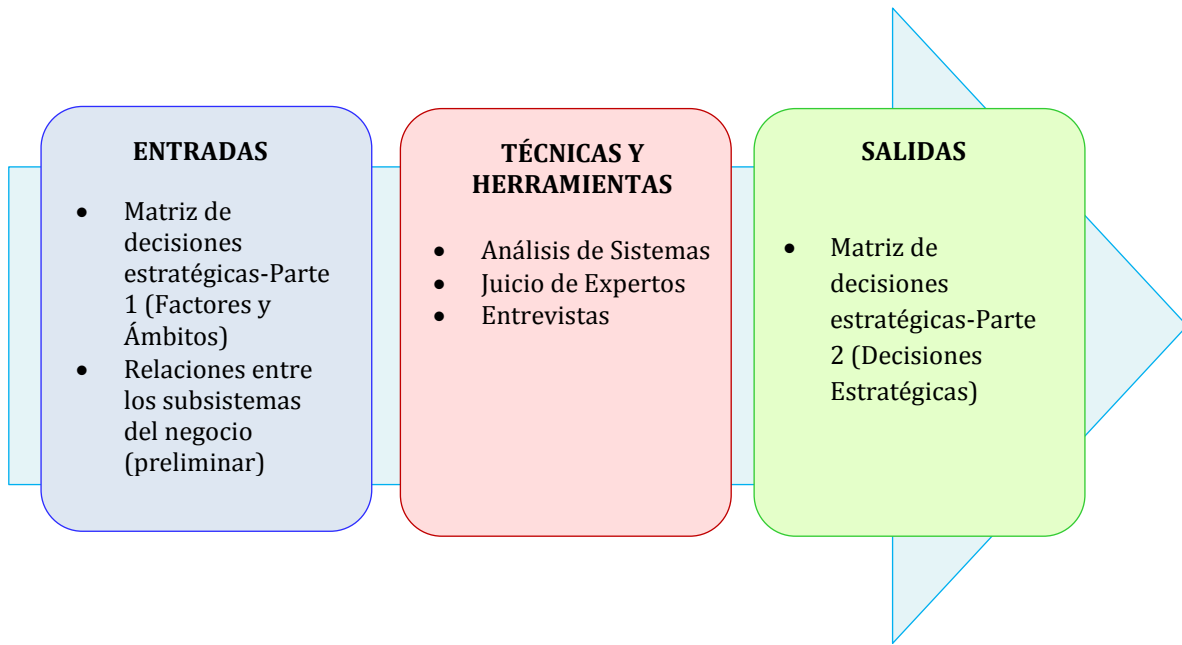 ENTRADAS
• Matriz de
decisiones
estratégicas-Parte
1 (Factores y
Ámbitos)
• Relaciones entre
los subsistemas
del negocio
(preliminar)
TÉCNICAS Y
HERRAMIENTAS
• Análisis de Sistemas
• Juicio de Expertos
• Entrevistas
SALIDAS
• Matriz de
decisiones
estratégicas-Parte
2 (Decisiones
Estratégicas)